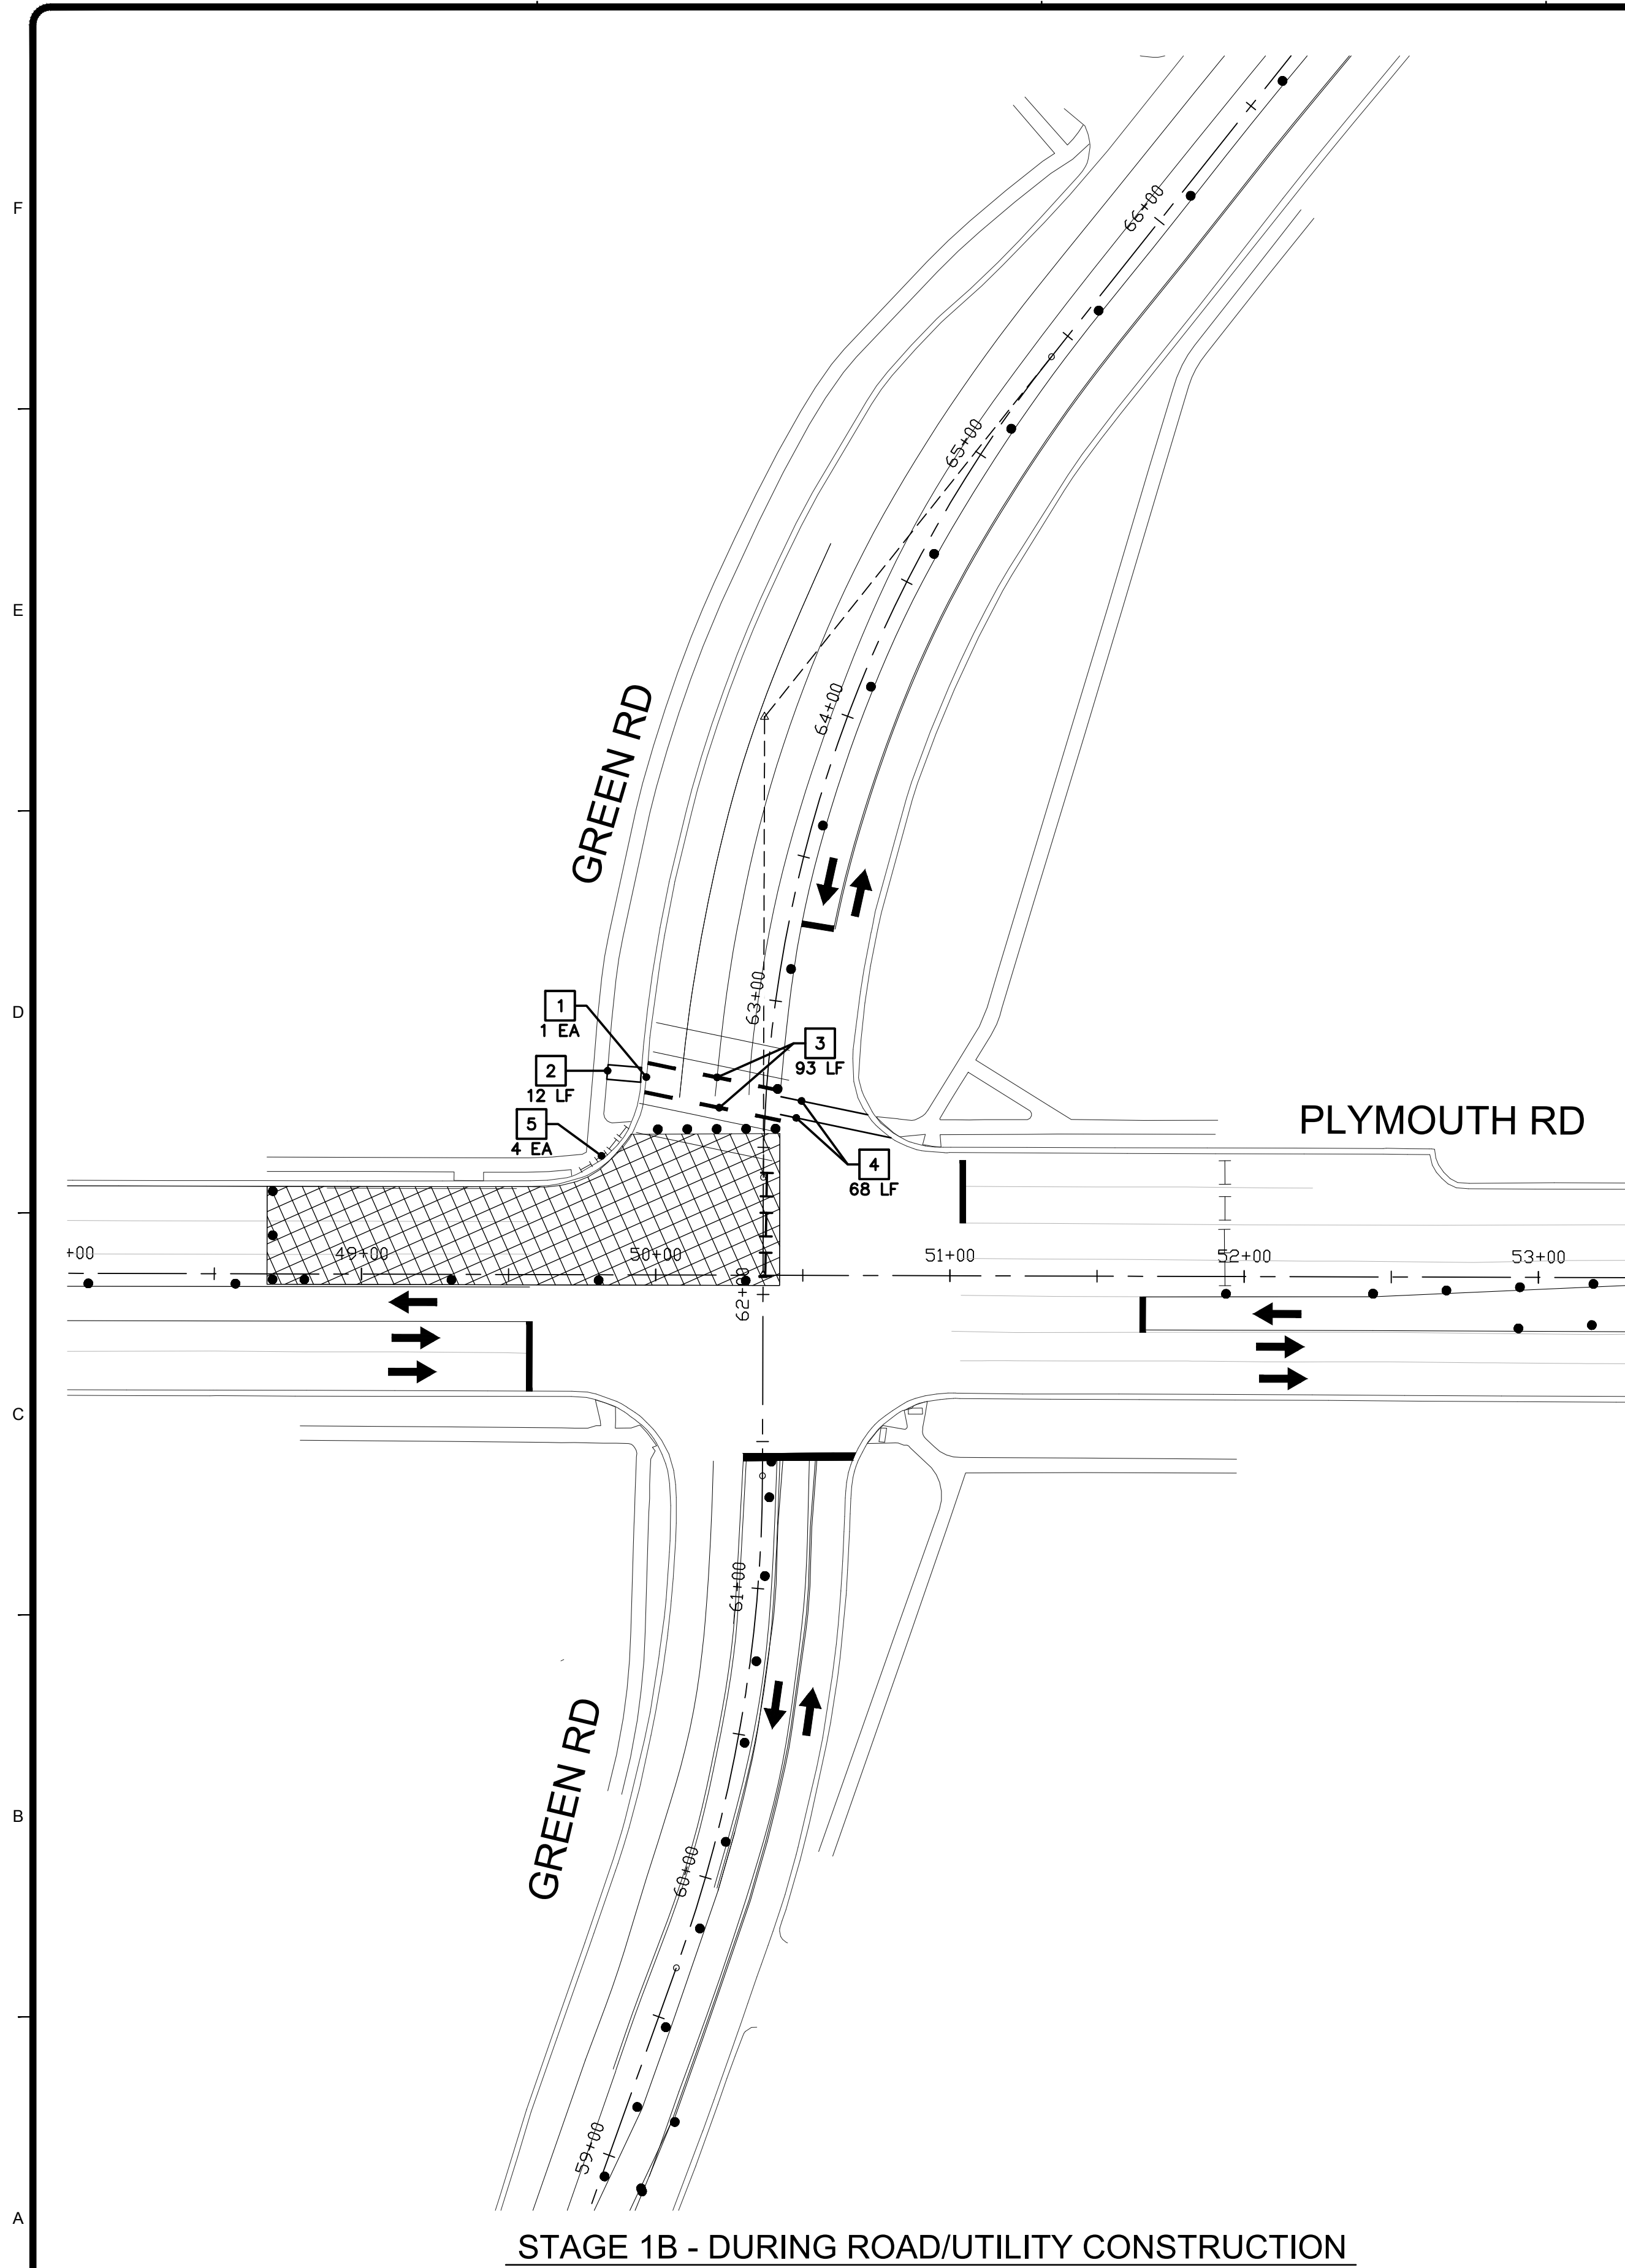 F
66+00
65+00
E
64+00
GREEN RD
63+00
D
1
1 EA
3
93 LF
2
12 LF
5
4 EA
PLYMOUTH RD
4
68 LF
+00
49+00
50+00
51+00
52+00
53+00
62+00
C
61+00
GREEN RD
B
60+00
59+00
A
STAGE 1B - DURING ROAD/UTILITY CONSTRUCTION